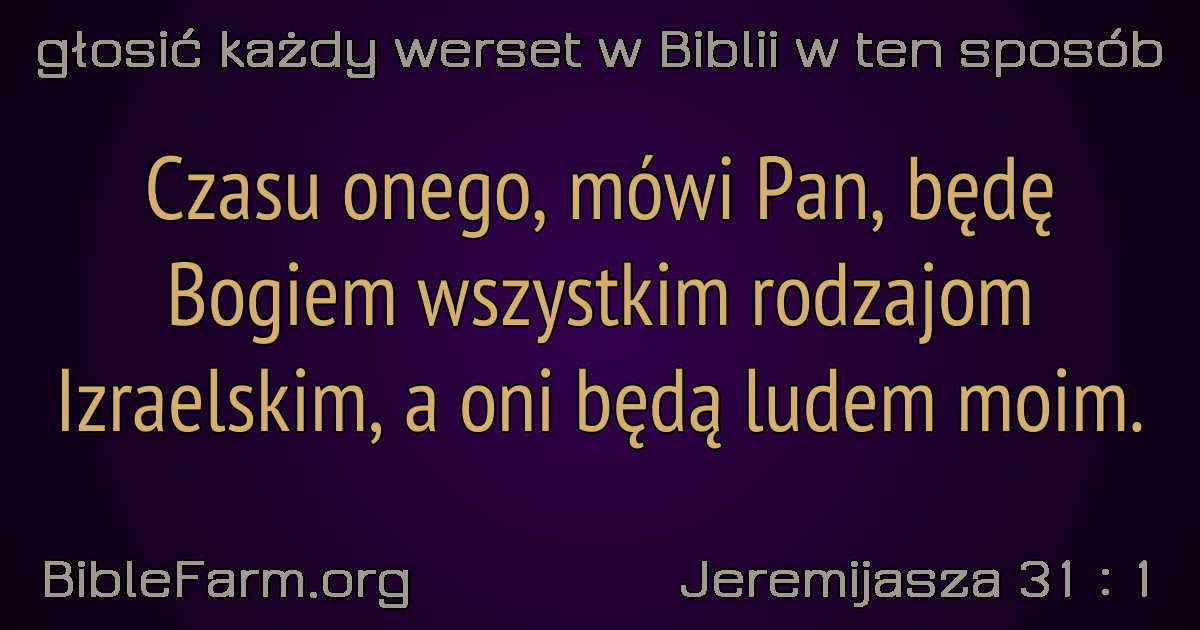 głosić każdy werset w Biblii w ten sposób
Czasu onego, mówi Pan, będę
Bogiem wszystkim rodzajom
Izraelskim, a oni będą ludem moim.
BibleFarm.org
Jeremijasza 31 : 1